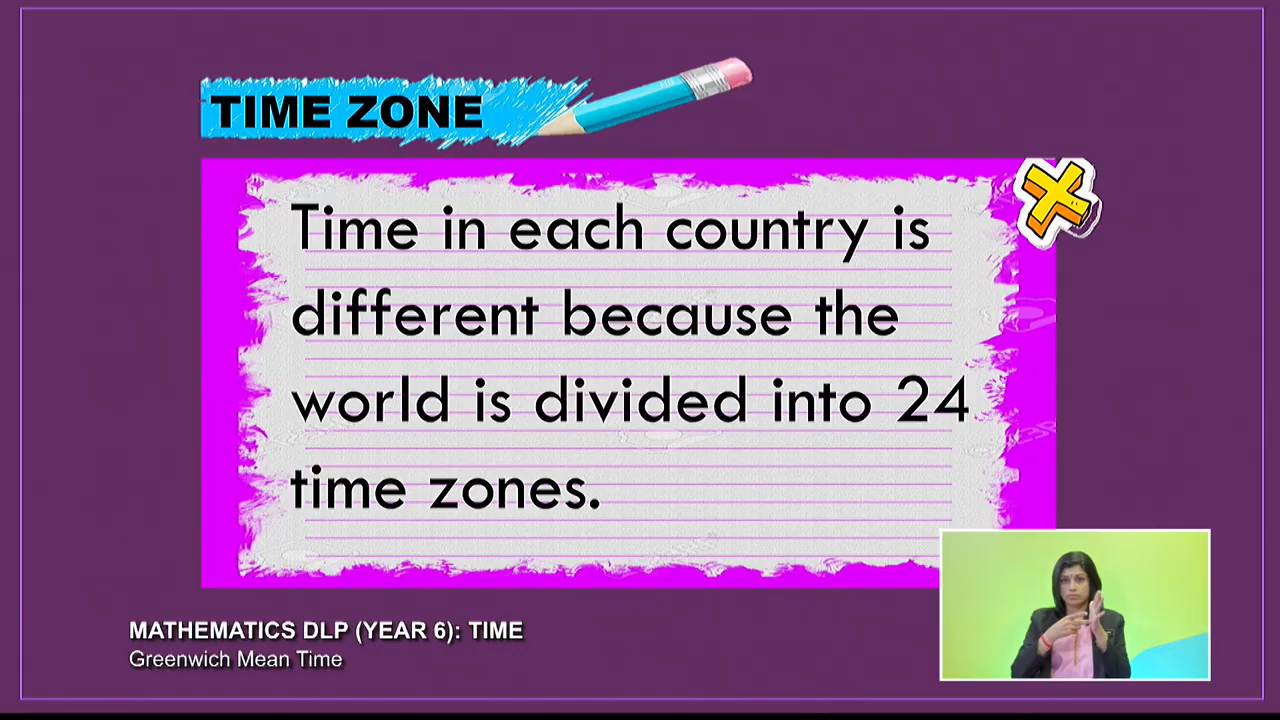 TIME ZONE
Time in each country is
different because the
world is divided into 24
time zones.
MATHEMATICS DLP (YEAR 6): TIME
Greenwich Mean Time